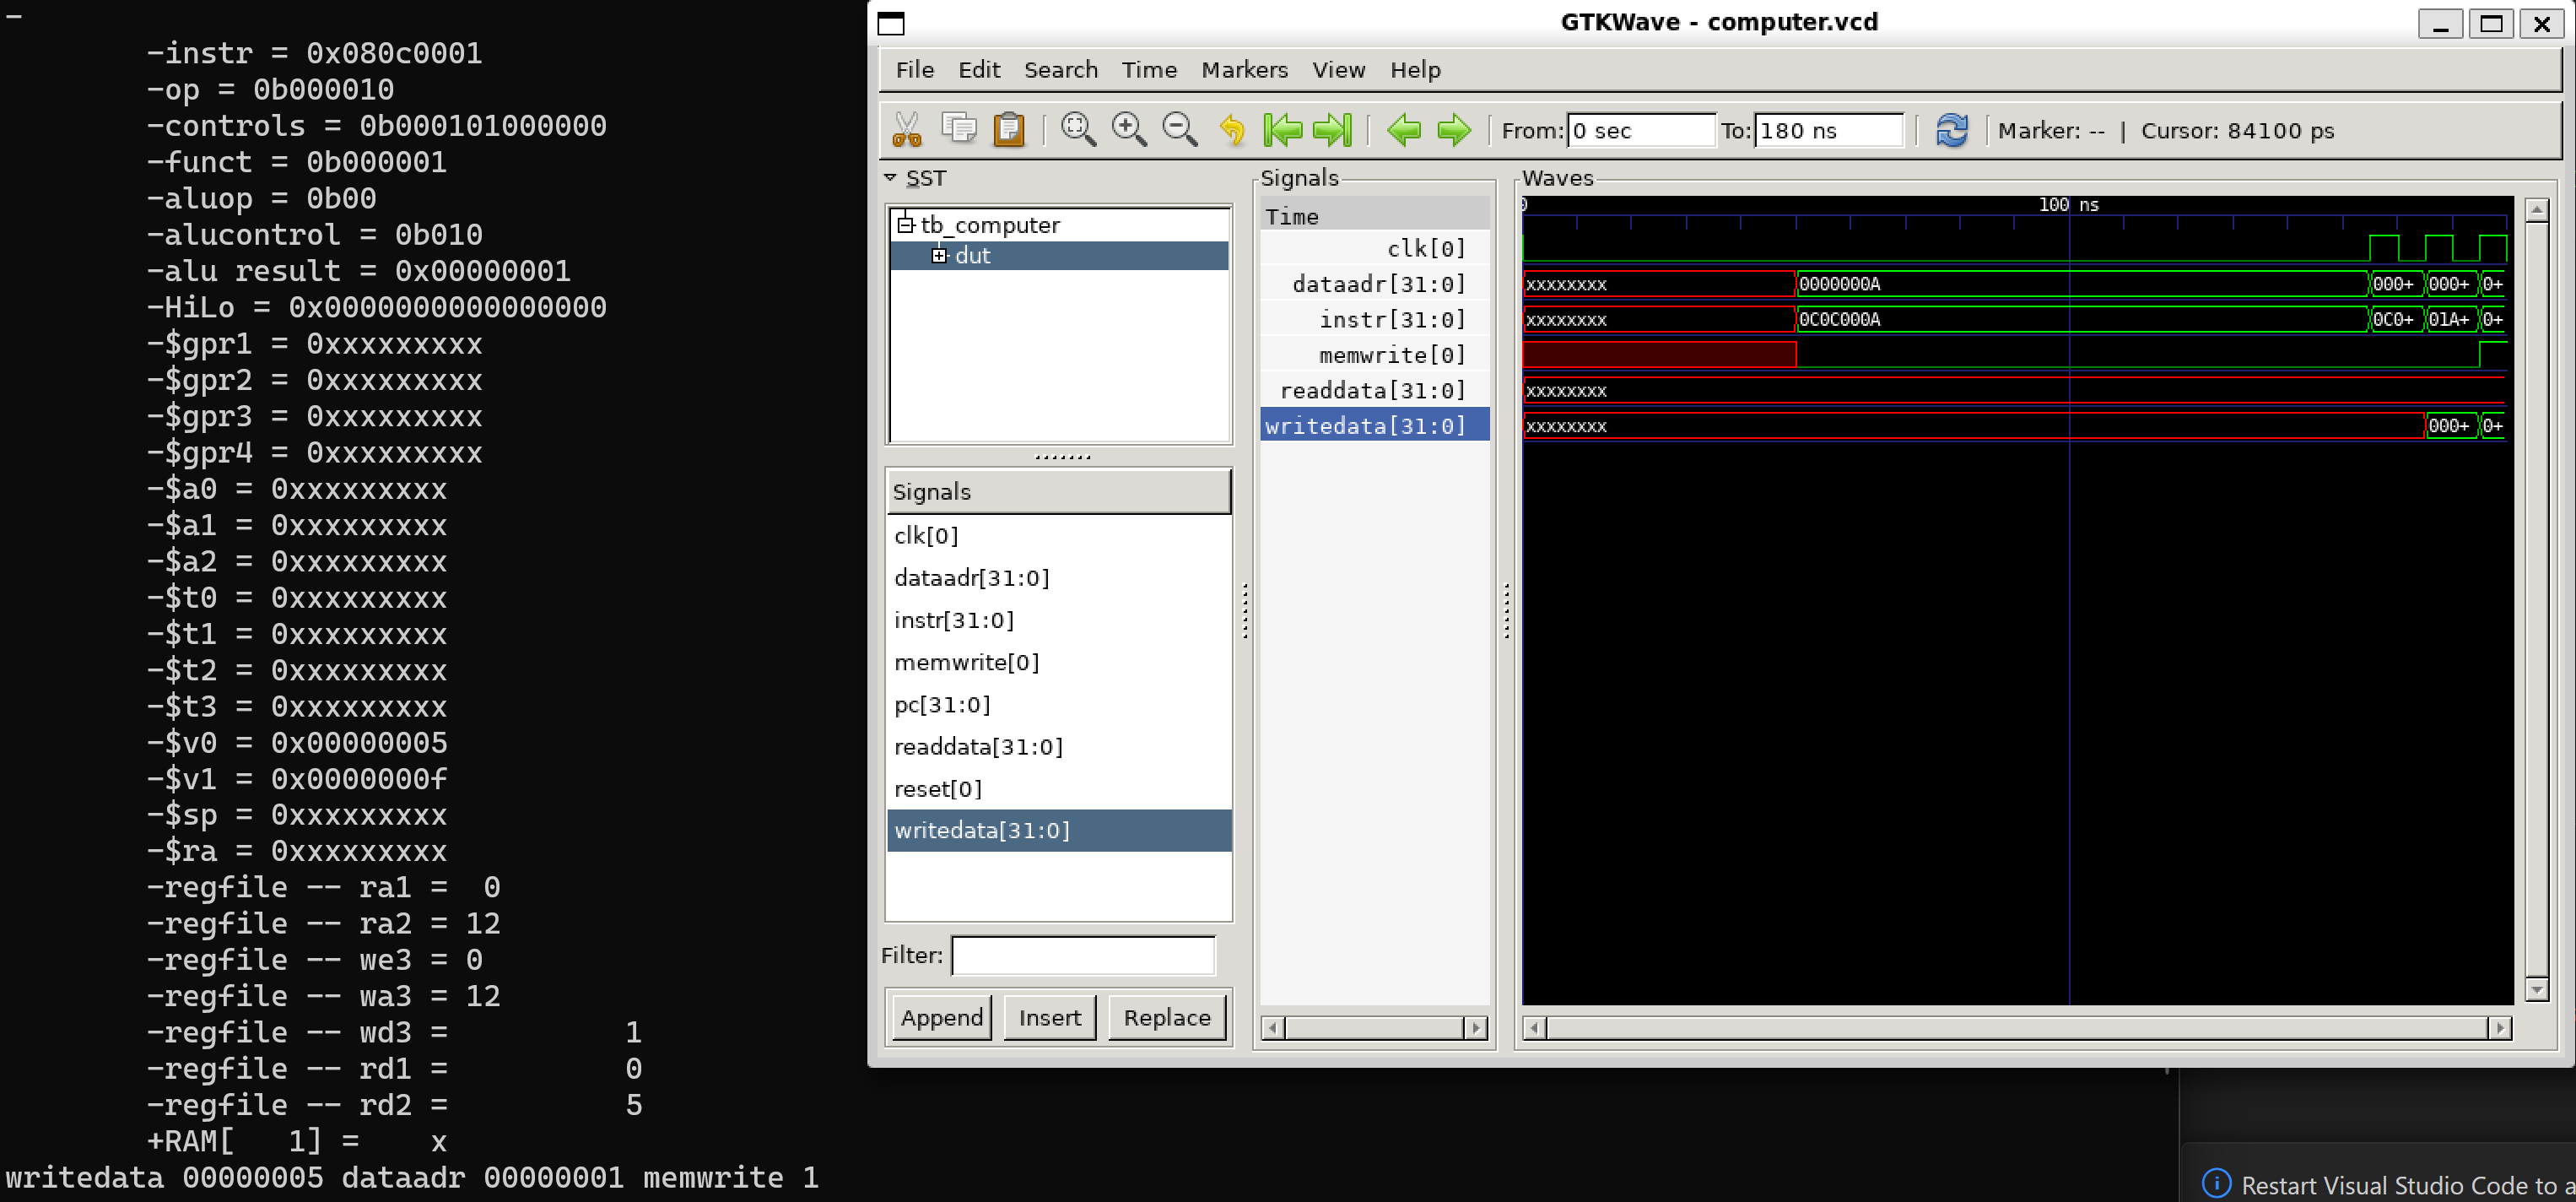 -
-instr = 0x080c0001
-op = 0b000010
-controls = 0b000101000000
-funct = 0b000001
-aluop = 0b00
-alucontrol = 0b010
-alu result = 0x00000001
-HiLo = 0x0000000000000000
-$gpr1 = 0xxxxxxxxx
-$gpr2 = 0xxxxxxxxx
-$gpr3 = 0xxxxxxxxx
-$gpr4 = 0xxxxxxxxx
-$a0 = 0xxxxxxxxx
-$a1 = 0xxxxxxxxx
-$a2 = 0xxxxxxxxx
-$t0 = 0xxxxxxxxx
-$t1 = 0xxxxxxxxx
-$t2 = 0xxxxxxxxx
-$t3 = 0xxxxxxxxx
-$v0 = 0x00000005
-$v1 = 0x0000000f
-$sp = 0xxxxxxxxx
-$ra = 0xxxxxxxxx
-regfile -- ra1 =  0
-regfile -- ra2 = 12
-regfile -- we3 = 0
-regfile -- wa3 = 12
-regfile -- wd3 =          1
-regfile -- rd1 =          0
-regfile -- rd2 =          5
+RAM[   1] =    x
writedata 00000005 dataadr 00000001 memwrite 1
GTKWave - computer.vcd
File Edit Search Time Markers View Help
From: 0 sec To: 180 ns Marker: -- | Cursor: 84100 ps
SST
tb_computer
dut
Signals
clk[0]
dataadr[31:0]
instr[31:0]
memwrite[0]
pc[31:0]
readdata[31:0]
reset[0]
writedata[31:0]
Filter:
Append Insert Replace
Signals
Time
clk[0]
dataadr[31:0]
instr[31:0]
memwrite[0]
readdata[31:0]
writedata[31:0]
Waves
0 100 ns
xxxxxxxx 0000000A 000+ 000+ 0+
xxxxxxxx 0C0C000A 0C0+ 01A+ 0+
xxxxxxxx
xxxxxxxx 000+ 0+
Restart Visual Studio Code to a